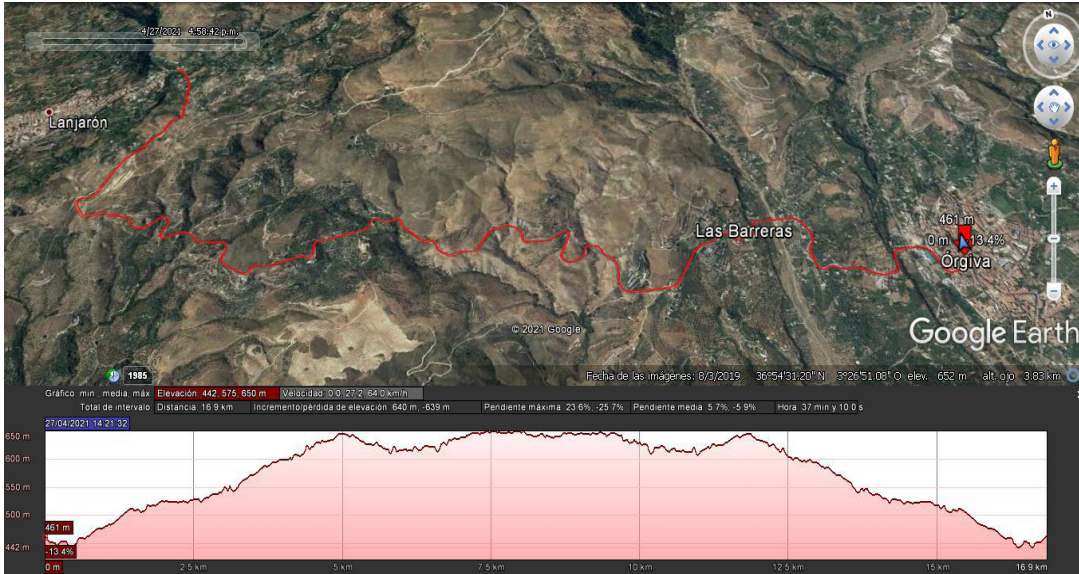 4/27/2021 4:58:42 p.m.
N
Lanjarón
Las Barreras
461 m
0 m 13.4%
Órgiva
© 2021 Google
Google Earth
1985
Fecha de las imágenes: 8/3/2019 36°54'31.20" N 3°26'51.08" O elev. 652 m alt. ojo 3.83 km
Gráfico min., media, máx Elevación: 442, 575, 650 m Velocidad: 0.0, 27.2, 64.0 km/h
Total de intervalo: Distancia: 16.9 km Incremento/pérdida de elevación: 640 m, -639 m Pendiente máxima: 23.6%, -25.7% Pendiente media: 5.7%, -5.9% Hora: 37 min y 10.0 s
27/04/2021 14:21:32
650 m
600 m
550 m
500 m
461 m
442 m
-13.4%
0 m 2.5 km 5 km 7.5 km 10 km 12.5 km 15 km 16.9 km